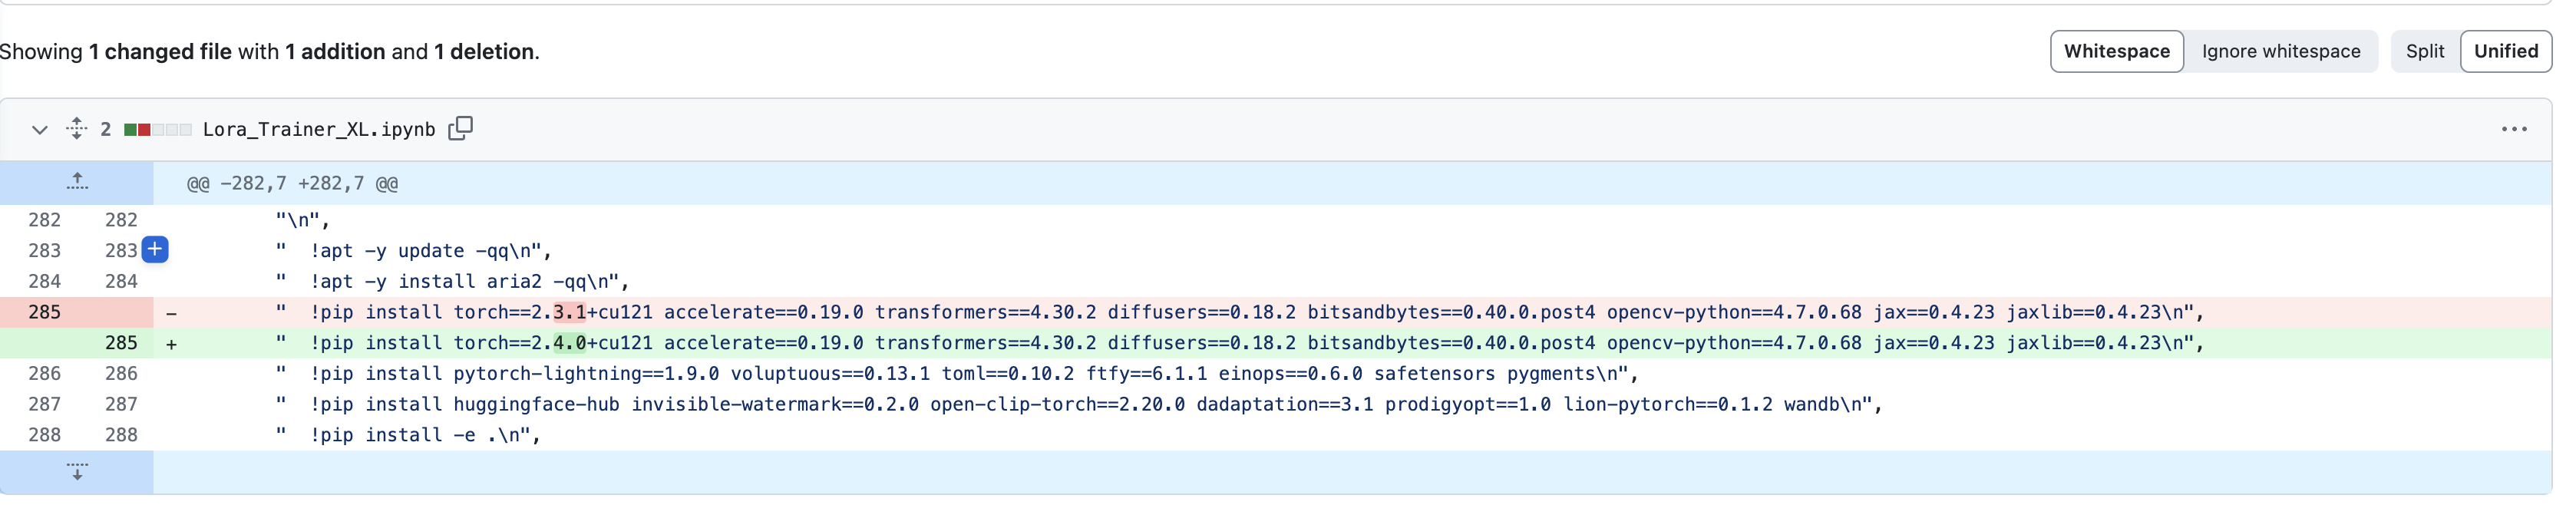 Showing 1 changed file with 1 addition and 1 deletion.
Whitespace Ignore whitespace Split Unified
2 Lora_Trainer_XL.ipynb
@@ -282,7 +282,7 @@
282 282 "\n",
283 283 + "  !apt -y update -qq\n",
284 284 "  !apt -y install aria2 -qq\n",
285 - "  !pip install torch==2.3.1+cu121 accelerate==0.19.0 transformers==4.30.2 diffusers==0.18.2 bitsandbytes==0.40.0.post4 opencv-python==4.7.0.68 jax==0.4.23 jaxlib==0.4.23\n",
285 + "  !pip install torch==2.4.0+cu121 accelerate==0.19.0 transformers==4.30.2 diffusers==0.18.2 bitsandbytes==0.40.0.post4 opencv-python==4.7.0.68 jax==0.4.23 jaxlib==0.4.23\n",
286 286 "  !pip install pytorch-lightning==1.9.0 voluptuous==0.13.1 toml==0.10.2 ftfy==6.1.1 einops==0.6.0 safetensors pygments\n",
287 287 "  !pip install huggingface-hub invisible-watermark==0.2.0 open-clip-torch==2.20.0 dadaptation==3.1 prodigyopt==1.0 lion-pytorch==0.1.2 wandb\n",
288 288 "  !pip install -e .\n",